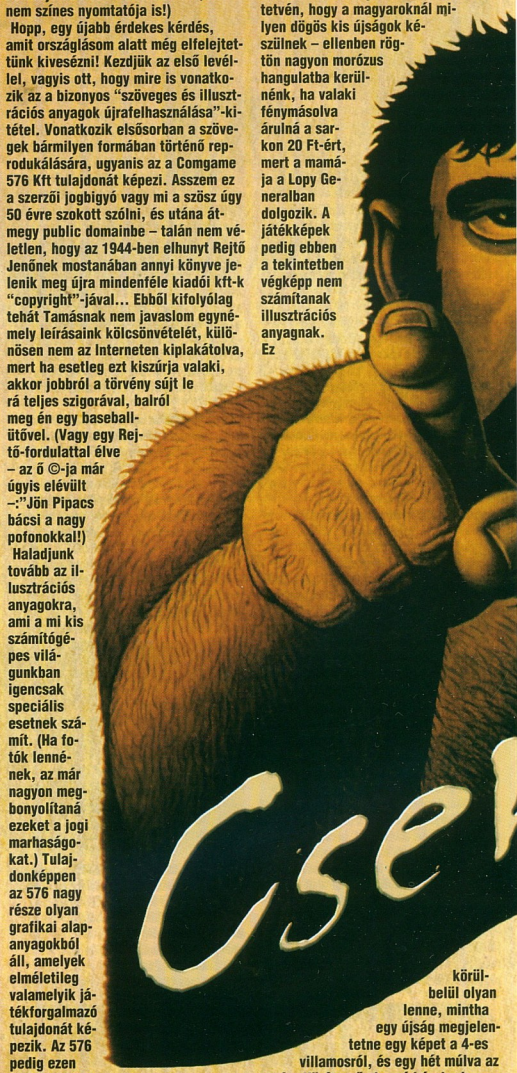 nem színes nyomtatója is!)
Hopp, egy újabb érdekes kérdés,
amit országlásom alatt még elfelejtet-
tünk kivesézni! Kezdjük az első levél-
lel, vagyis ott, hogy mire is vonatko-
zik az a bizonyos “szöveges és illuszt-
rációs anyagok újrafelhasználása”-ki-
tétel. Vonatkozik elsősorban a szöve-
gek bármilyen formában történő rep-
rodukálására, ugyanis az a Comgame
576 Kft tulajdonát képezi. Asszem ez
a szerzői jogbigyó vagy mi a szösz úgy
50 évre szokott szólni, és utána át-
megy public domainbe – talán nem vé-
letlen, hogy az 1944-ben elhunyt Rejtő
Jenőnek mostanában annyi könyve je-
lenik meg újra mindenféle kiadói kft-k
“copyright”-jával... Ebből kifolyólag
tehát Tamásnak nem javaslom egyné-
mely leírásaink kölcsönvételét, külö-
nösen nem az Interneten kiplakátolva,
mert ha esetleg ezt kiszúrja valaki,
akkor jobbról a törvény sújt le
rá teljes szigorával, balról
meg én egy baseball-
ütővel. (Vagy egy Rej-
tő-fordulattal élve
– az ő ©-ja már
úgyis elévült
–:”Jön Pipacs
bácsi a nagy
pofonokkal!)
Haladjunk
tovább az il-
lusztrációs
anyagokra,
ami a mi kis
számítógé-
pes vilá-
gunkban
igencsak
speciális
esetnek szá-
mít. (Ha fo-
tók lenné-
nek, az már
nagyon meg-
bonyolítaná
ezeket a jogi
marhaságo-
kat.) Tulaj-
donképpen
az 576 nagy
része olyan
grafikai alap-
anyagokból
áll, amelyek
elméletileg
valamelyik já-
tékforgalmazó
tulajdonát ké-
pezik. Az 576
pedig ezen
tetvén, hogy a magyaroknál mi-
lyen dögös kis újságok ké-
szülnek – ellenben rög-
tön nagyon morózus
hangulatba kerül-
nénk, ha valaki
fénymásolva
árulná a sar-
kon 20 Ft-ért,
mert a mamá-
ja a Lopy Ge-
neralban
dolgozik. A
játékképek
pedig ebben
a tekintetben
végképp nem
számítanak
illusztrációs
anyagnak.
Ez
körül-
belül olyan
lenne, mintha
egy újság megjelen-
tetne egy képet a 4-es
villamosról, és egy hét múlva az
Cse